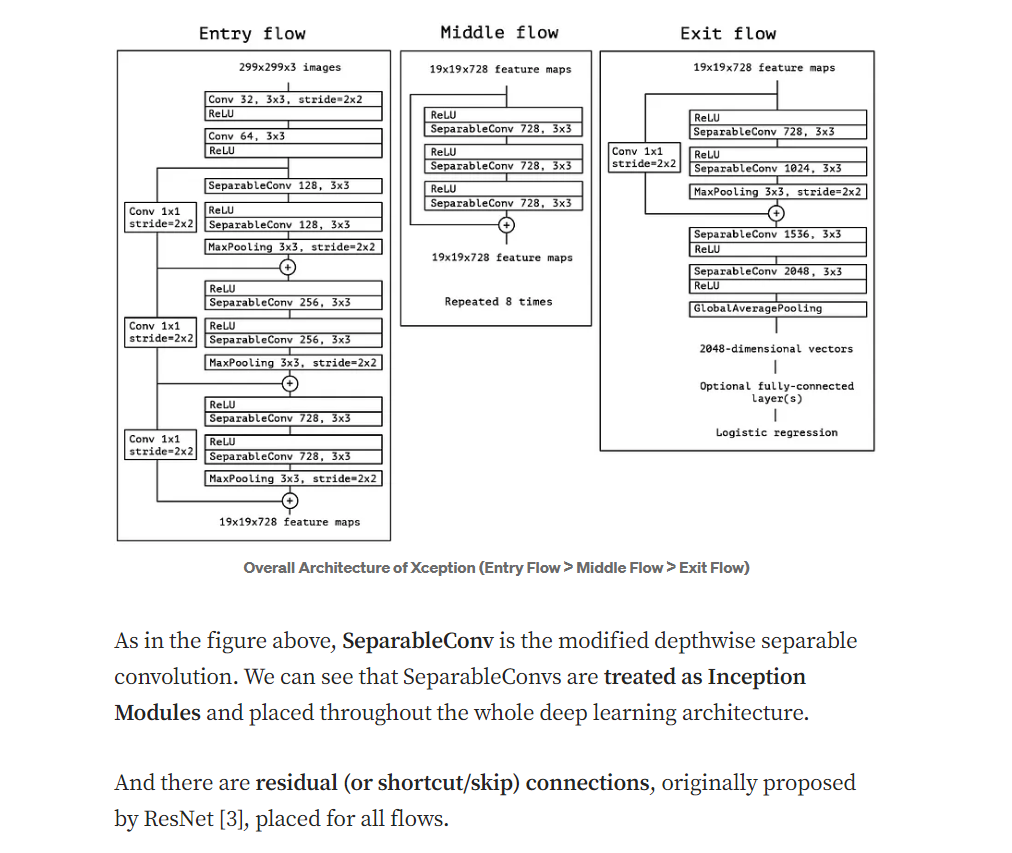 Entry flow
299x299x3 images
Conv 32, 3x3, stride=2x2
ReLU
Conv 64, 3x3
ReLU
SeparableConv 128, 3x3
Conv 1x1
stride=2x2
ReLU
SeparableConv 128, 3x3
MaxPooling 3x3, stride=2x2
+
ReLU
SeparableConv 256, 3x3
Conv 1x1
stride=2x2
ReLU
SeparableConv 256, 3x3
MaxPooling 3x3, stride=2x2
+
ReLU
SeparableConv 728, 3x3
Conv 1x1
stride=2x2
ReLU
SeparableConv 728, 3x3
MaxPooling 3x3, stride=2x2
+
19x19x728 feature maps
Middle flow
19x19x728 feature maps
ReLU
SeparableConv 728, 3x3
ReLU
SeparableConv 728, 3x3
ReLU
SeparableConv 728, 3x3
+
19x19x728 feature maps
Repeated 8 times
Exit flow
19x19x728 feature maps
ReLU
SeparableConv 728, 3x3
Conv 1x1
stride=2x2
ReLU
SeparableConv 1024, 3x3
MaxPooling 3x3, stride=2x2
+
SeparableConv 1536, 3x3
ReLU
SeparableConv 2048, 3x3
ReLU
GlobalAveragePooling
2048-dimensional vectors
Optional fully-connected
layer(s)
Logistic regression
Overall Architecture of Xception (Entry Flow > Middle Flow > Exit Flow)
As in the figure above, SeparableConv is the modified depthwise separable
convolution. We can see that SeparableConvs are treated as Inception
Modules and placed throughout the whole deep learning architecture.
And there are residual (or shortcut/skip) connections, originally proposed
by ResNet [3], placed for all flows.